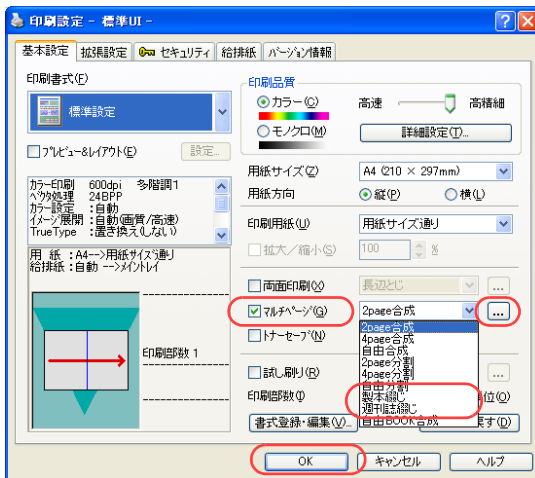 印刷設定 - 標準UI -
基本設定 拡張設定 セキュリティ 給排紙 バージョン情報
印刷書式(F)
標準設定
プレビュー&レイアウト(E) 設定...
カラー印刷 600dpi 多階調1
ベクタ処理 24BPP
カラー設定 :自動
イメージ展開 :自動(画質/高速)
TrueType :置き換え(しない)
用 紙 :A4-->用紙サイズ通り
給排紙 :自動 -->メイントレイ
印刷部数 1
印刷品質
カラー(C) 高速 高精細
モノクロ(M) 詳細設定(T)...
用紙サイズ(Z) A4 (210 × 297mm)
用紙方向 縦(P) 横(L)
印刷用紙(U) 用紙サイズ通り
拡大/縮小(S) 100 %
両面印刷(X) 長辺とじ ...
マルチページ(G) 2page合成 ...
トナーセーブ(N)
2page合成
4page合成
自由合成
2page分割
4page分割
自由分割
製本綴じ
週刊誌綴じ
自由BOOK合成
試し刷り(R) ...
印刷部数(I) 位(O)
書式登録・編集(V)... 戻す(D)
OK キャンセル ヘルプ